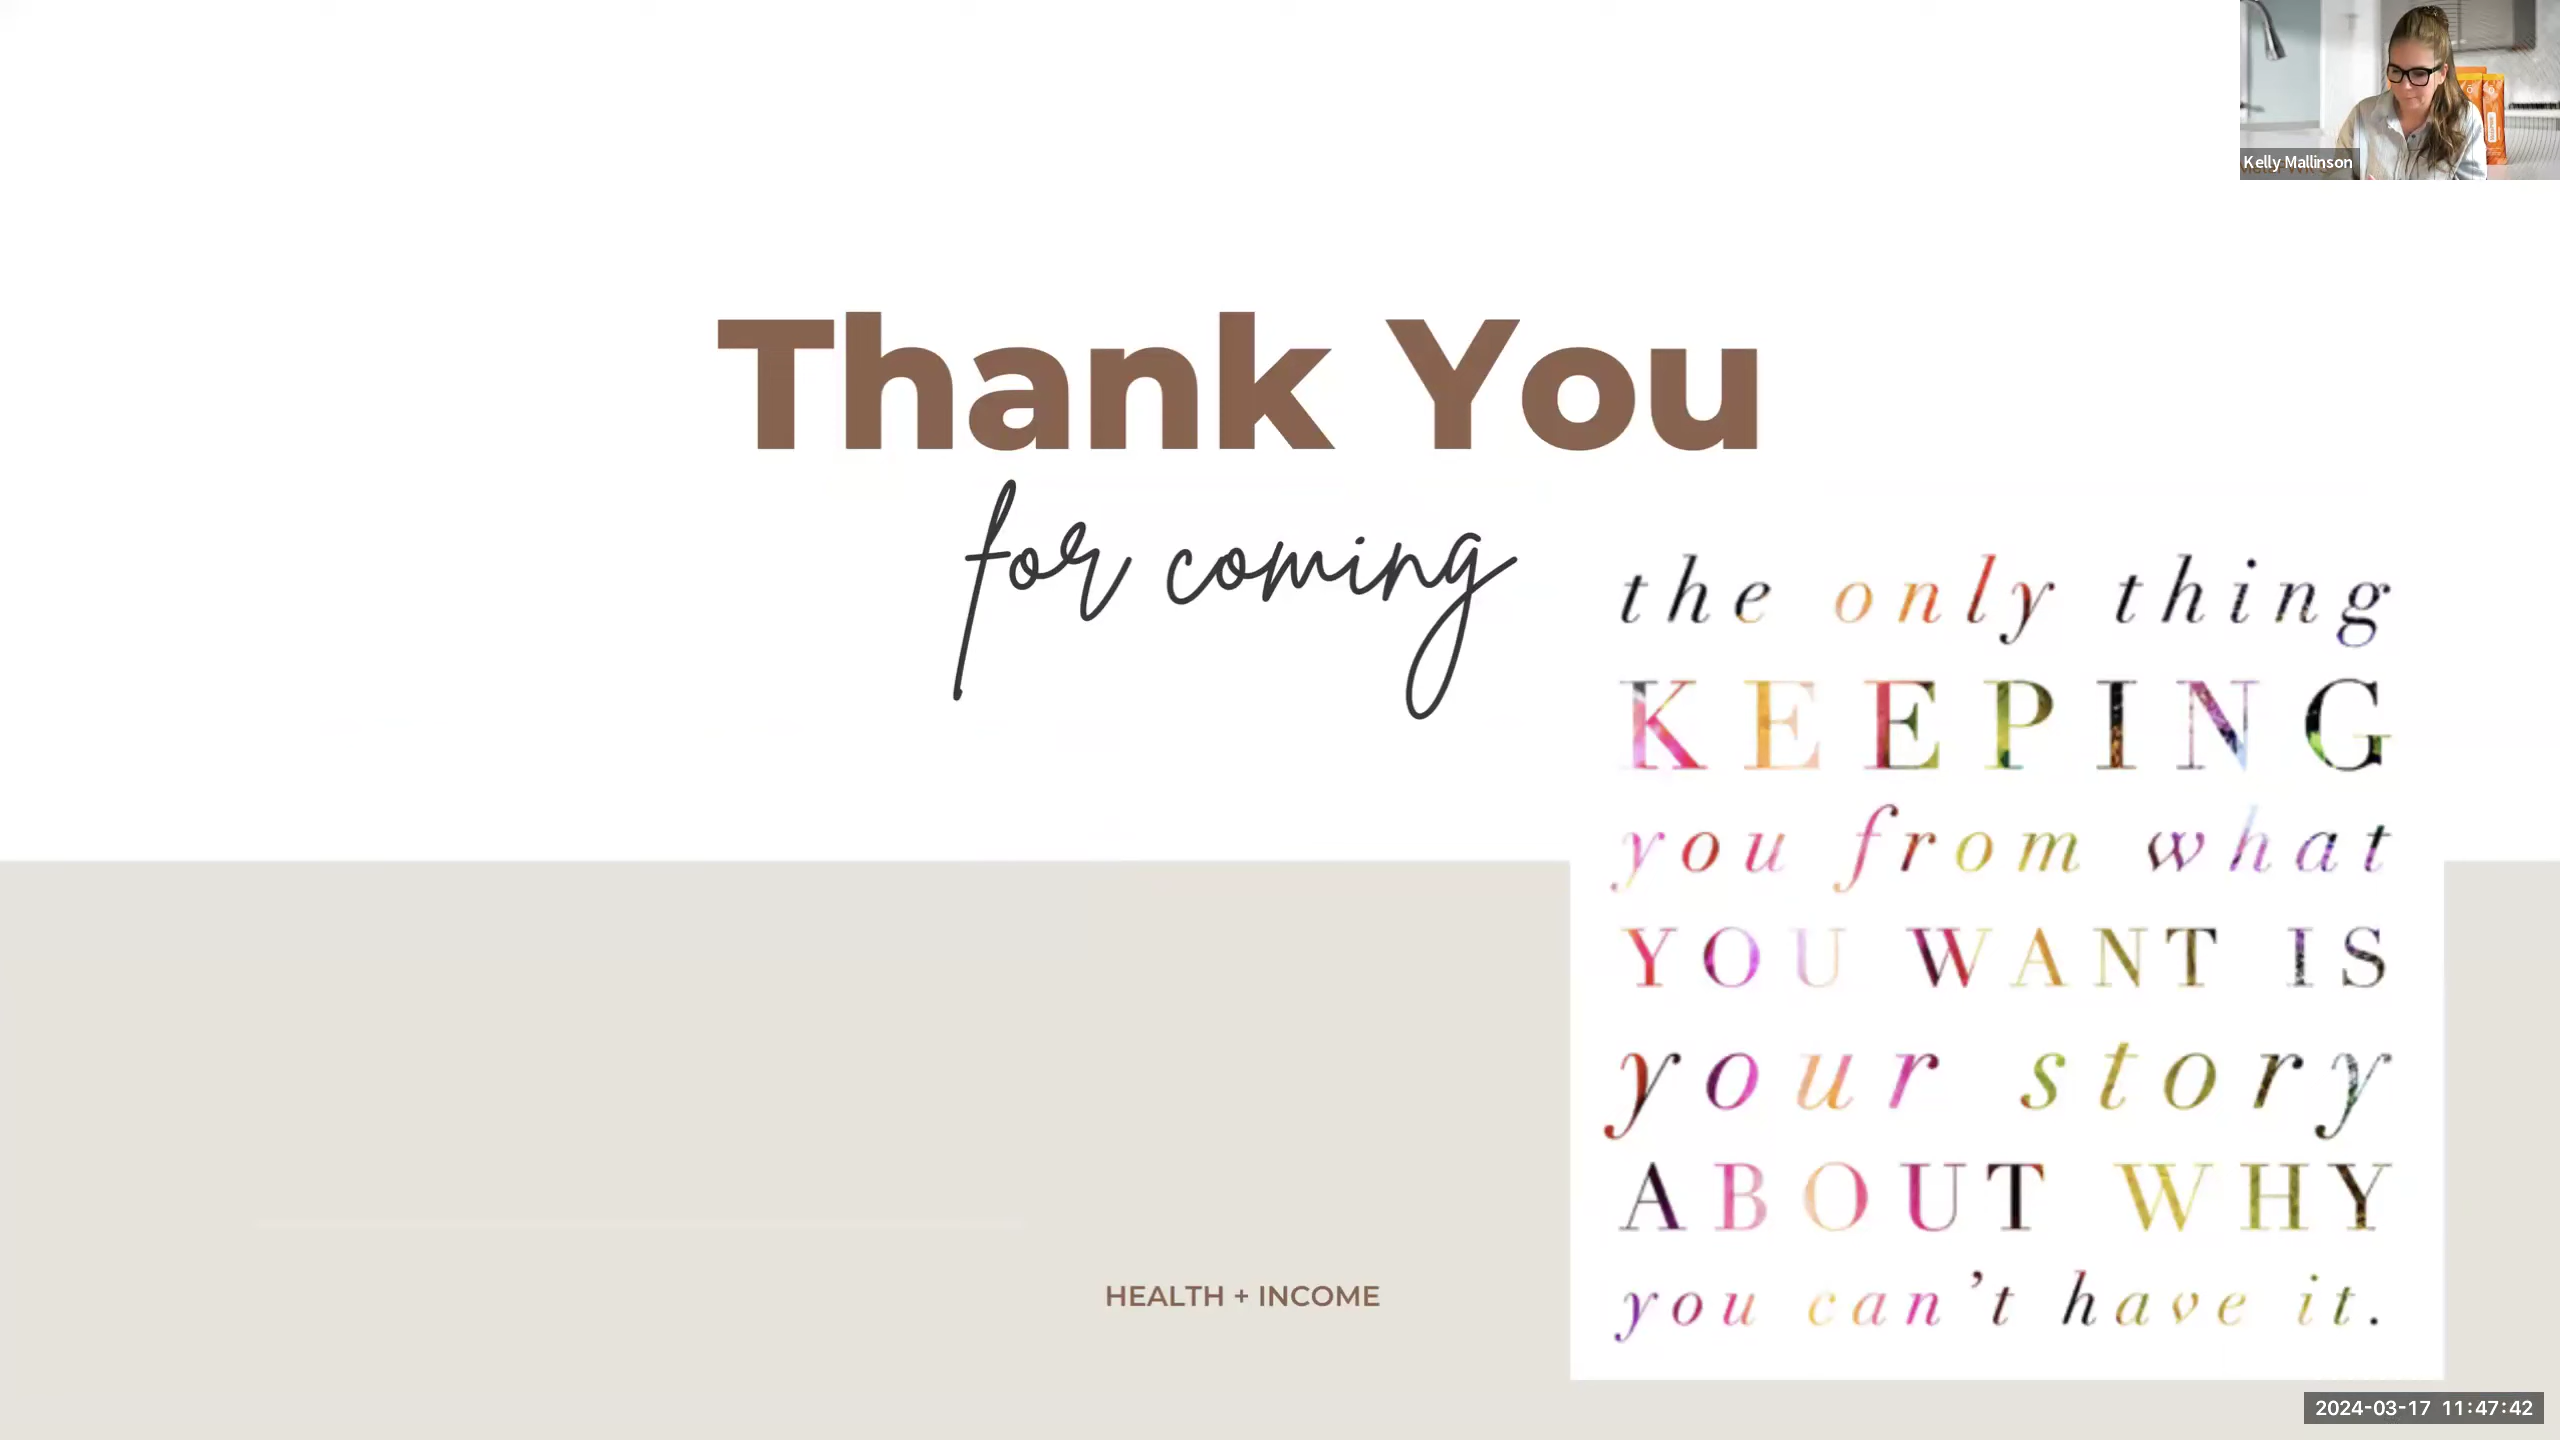 Kelly Mallinson
Thank You
for coming
the only thing
KEEPING
you from what
YOU WANT IS
your story
ABOUT WHY
you can't have it.
HEALTH + INCOME
2024-03-17 11:47:42